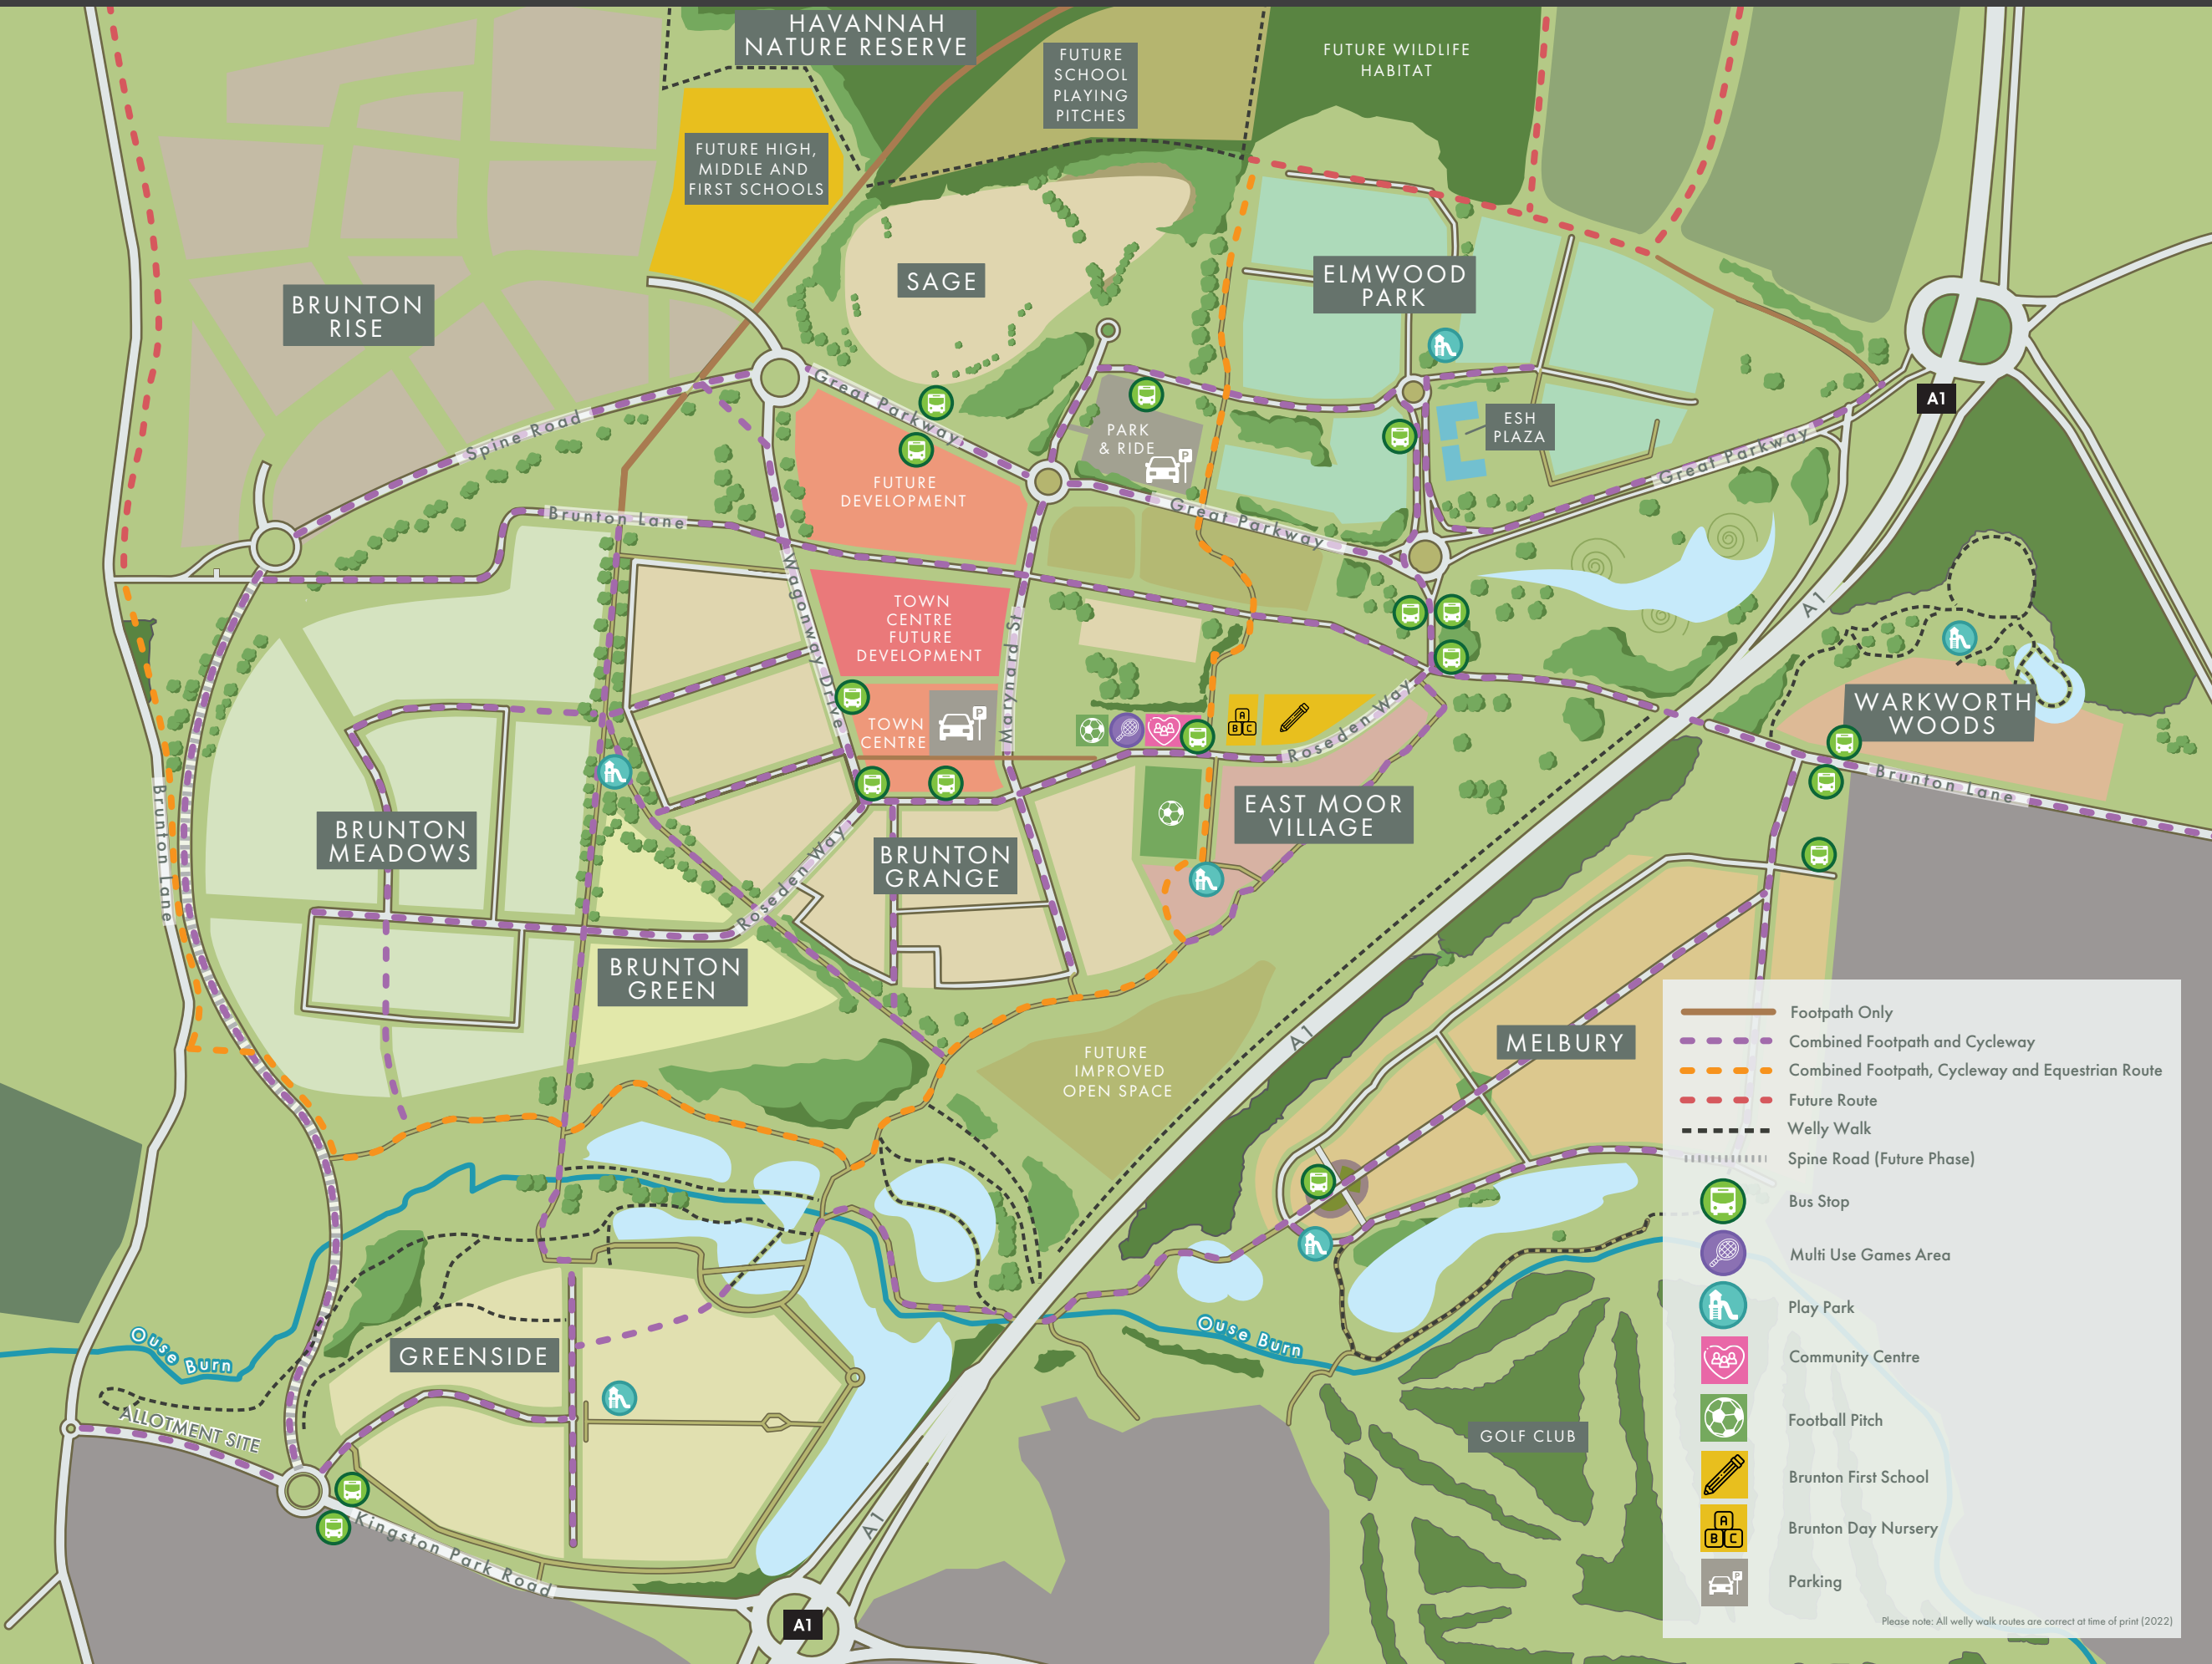 HAVANNAH
NATURE RESERVE
FUTURE
SCHOOL
PLAYING
PITCHES
FUTURE WILDLIFE
HABITAT
FUTURE HIGH,
MIDDLE AND
FIRST SCHOOLS
SAGE
ELMWOOD
PARK
BRUNTON
RISE
A1
Great Parkway
PARK
& RIDE
P
ESH
PLAZA
Spine Road
FUTURE
DEVELOPMENT
Great Parkway
Great Parkway
Brunton Lane
Wagonway Drive
TOWN
CENTRE
FUTURE
DEVELOPMENT
Maynard St
A1
TOWN
CENTRE
P
A
B C
Roseden Way
WARKWORTH
WOODS
Brunton Lane
Brunton Lane
BRUNTON
MEADOWS
EAST MOOR
VILLAGE
BRUNTON
GRANGE
Roseden Way
BRUNTON
GREEN
FUTURE
IMPROVED
OPEN SPACE
A1
MELBURY
Ouse Burn
Ouse Burn
GREENSIDE
ALLOTMENT SITE
GOLF CLUB
Kingston Park Road
A1
A1
Footpath Only
Combined Footpath and Cycleway
Combined Footpath, Cycleway and Equestrian Route
Future Route
Welly Walk
Spine Road (Future Phase)
Bus Stop
Multi Use Games Area
Play Park
Community Centre
Football Pitch
Brunton First School
A
B C
Brunton Day Nursery
P
Parking
Please note: All welly walk routes are correct at time of print (2022)